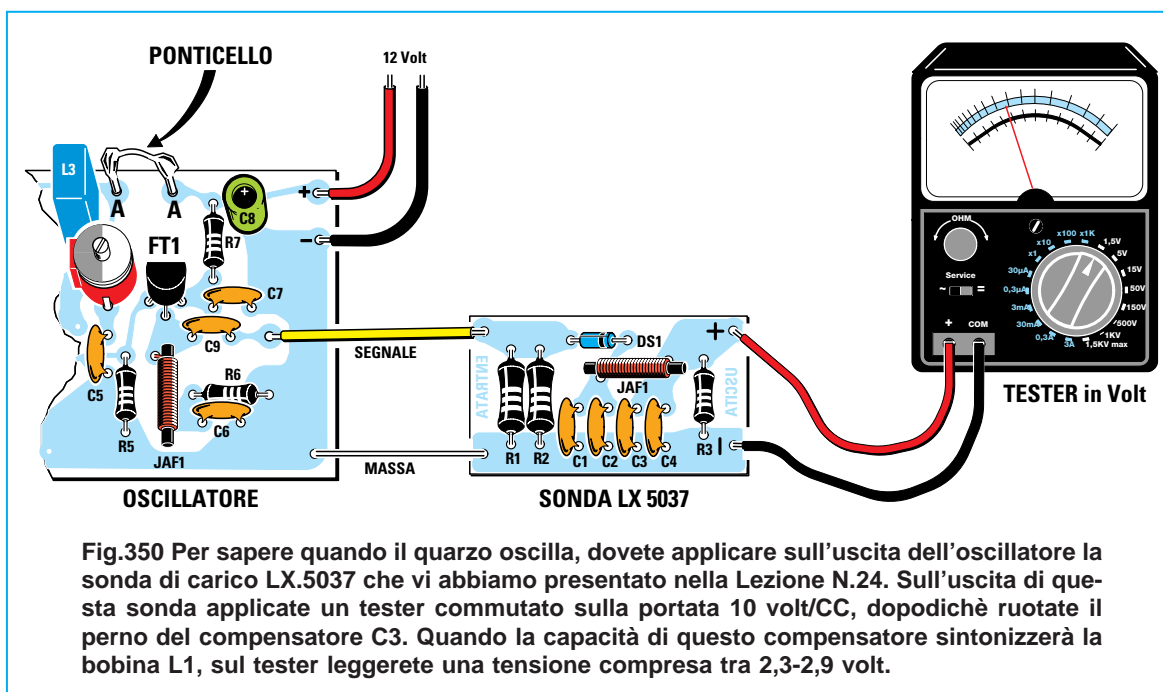 PONTICELLO
12 Volt
L3
A
A
C8
+
-
FT1
R7
C7
C9
C5
R5
JAF1
R6
C6
OSCILLATORE
SEGNALE
MASSA
ENTRATA
DS1
JAF1
R1
R2
C1
C2
C3
C4
R3
USCITA
+
-
SONDA LX 5037
OHM
Service
~
=
x1
x10
x100
x1K
1,5V
5V
15V
50V
150V
500V
1KV
1,5KV max
30µA
0,3µA
3mA
30mA
0,3A
3A
+
COM
TESTER in Volt
Fig.350 Per sapere quando il quarzo oscilla, dovete applicare sull'uscita dell'oscillatore la
sonda di carico LX.5037 che vi abbiamo presentato nella Lezione N.24. Sull'uscita di que-
sta sonda applicate un tester commutato sulla portata 10 volt/CC, dopodichè ruotate il
perno del compensatore C3. Quando la capacità di questo compensatore sintonizzerà la
bobina L1, sul tester leggerete una tensione compresa tra 2,3-2,9 volt.